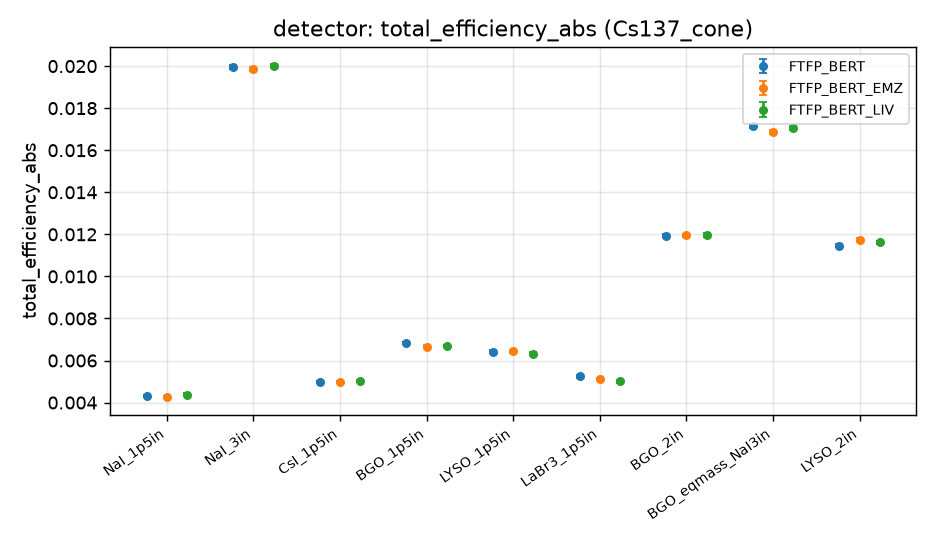 detector: total_efficiency_abs (Cs137_cone)
FTFP_BERT
FTFP_BERT_EMZ
FTFP_BERT_LIV
total_efficiency_abs
0.020
0.018
0.016
0.014
0.012
0.010
0.008
0.006
0.004
NaI_1p5in
NaI_3in
CsI_1p5in
BGO_1p5in
LYSO_1p5in
LaBr3_1p5in
BGO_2in
BGO_eqmass_NaI3in
LYSO_2in